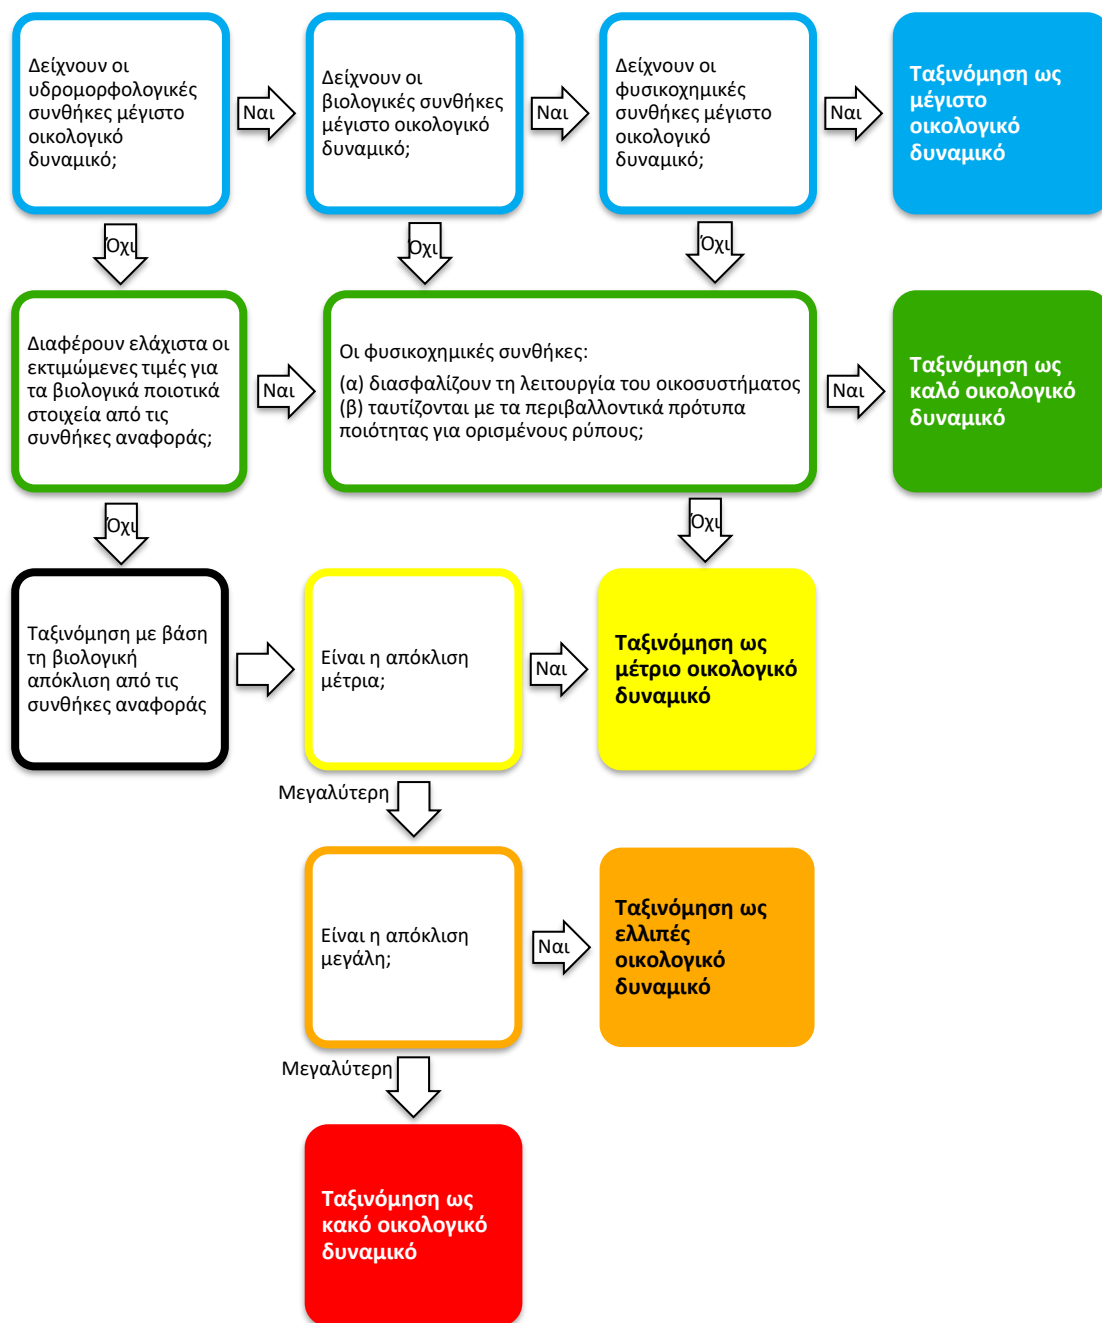 Δείχνουν οι
υδρομορφολογικές
συνθήκες μέγιστο
οικολογικό
δυναμικό;
Ναι
Δείχνουν οι
βιολογικές συνθήκες
μέγιστο οικολογικό
δυναμικό;
Ναι
Δείχνουν οι
φυσικοχημικές
συνθήκες μέγιστο
οικολογικό
δυναμικό;
Ναι
Ταξινόμηση ως
μέγιστο
οικολογικό
δυναμικό
Όχι
Όχι
Όχι
Διαφέρουν ελάχιστα οι
εκτιμώμενες τιμές για
τα βιολογικά ποιοτικά
στοιχεία από τις
συνθήκες αναφοράς;
Ναι
Οι φυσικοχημικές συνθήκες:
(α) διασφαλίζουν τη λειτουργία του οικοσυστήματος
(β) ταυτίζονται με τα περιβαλλοντικά πρότυπα
ποιότητας για ορισμένους ρύπους;
Ναι
Ταξινόμηση ως
καλό οικολογικό
δυναμικό
Όχι
Όχι
Ταξινόμηση με βάση
τη βιολογική
απόκλιση από τις
συνθήκες αναφοράς
Είναι η απόκλιση
μέτρια;
Ναι
Ταξινόμηση ως
μέτριο οικολογικό
δυναμικό
Μεγαλύτερη
Είναι η απόκλιση
μεγάλη;
Ναι
Ταξινόμηση ως
ελλιπές
οικολογικό
δυναμικό
Μεγαλύτερη
Ταξινόμηση ως
κακό οικολογικό
δυναμικό